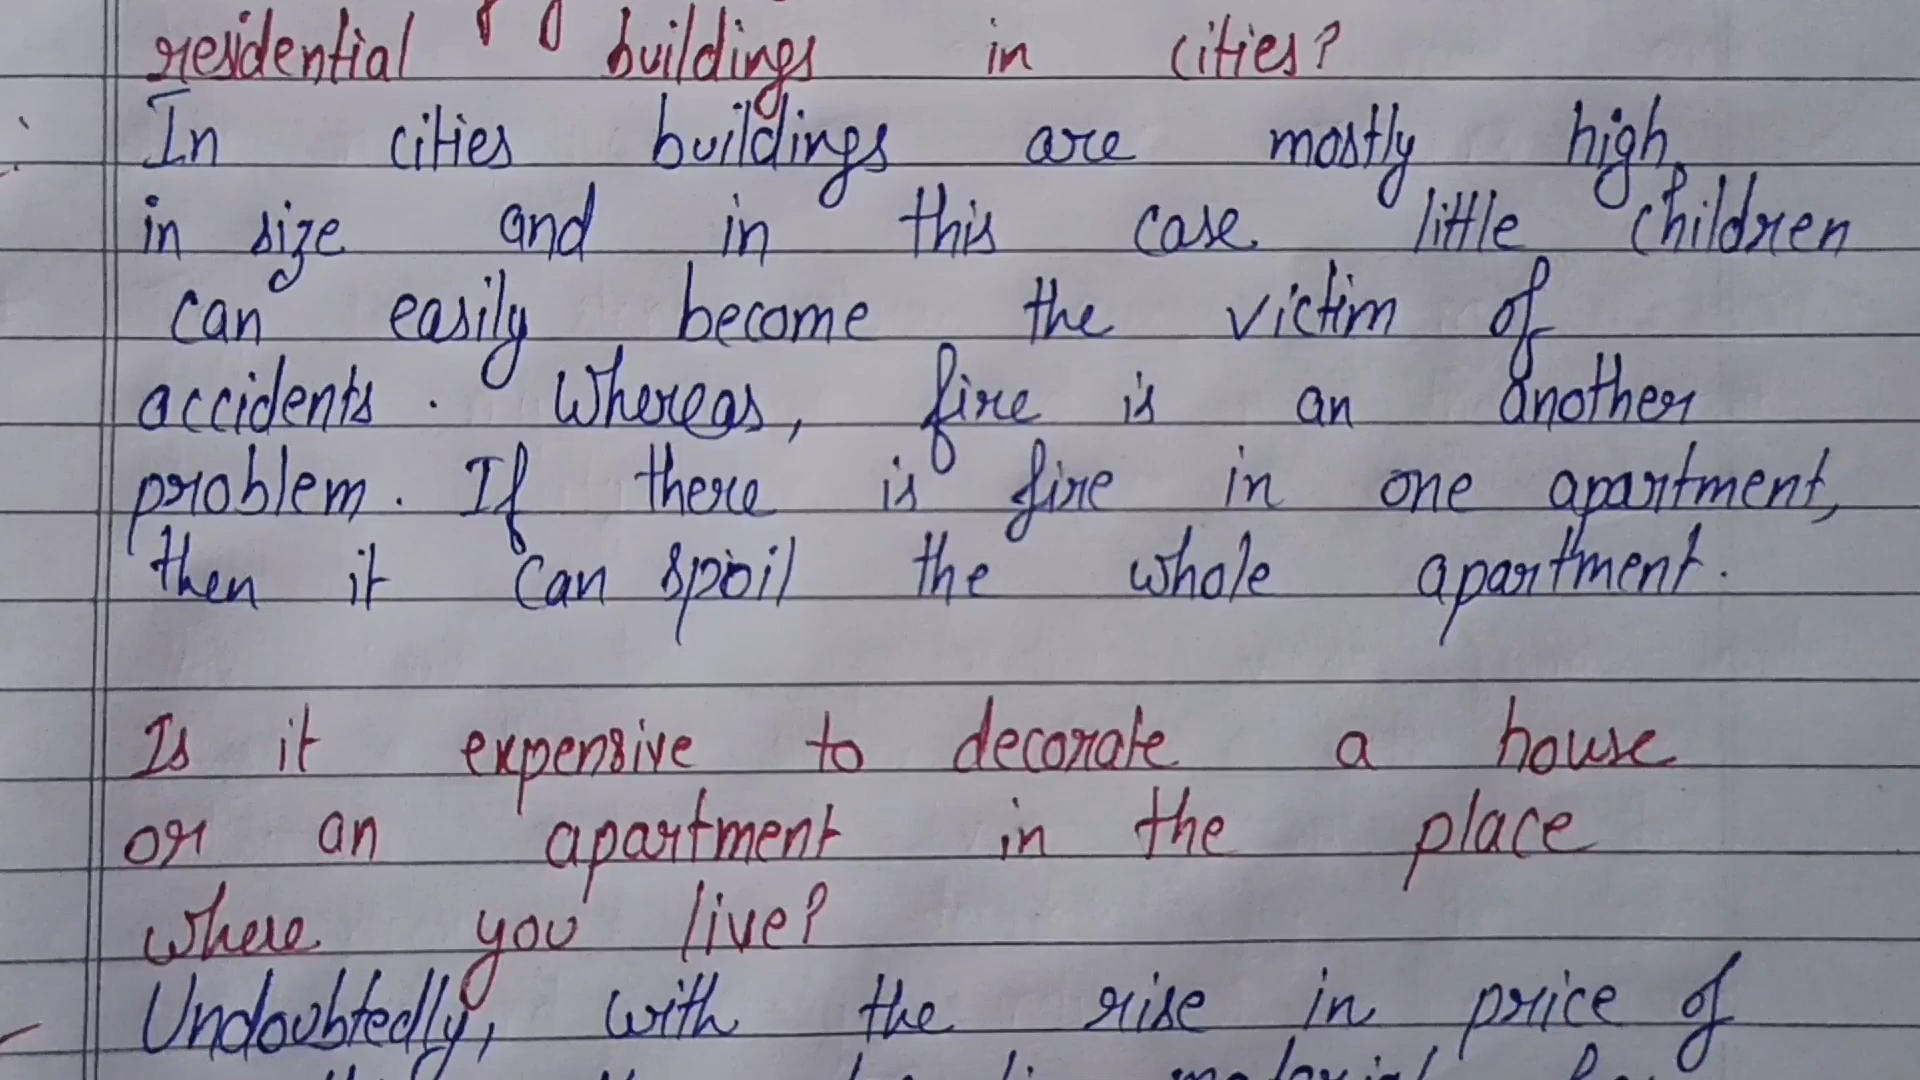 residential buildings in cities?
In cities buildings are mostly high
in size and in this case little children
can easily become the victim of
accidents. Whereas, fire is an another
problem. If there is fire in one apartment,
then it can spoil the whole apartment.
Is it expensive to decorate a house
or an apartment in the place
where you live?
Undoubtedly, with the rise in price of